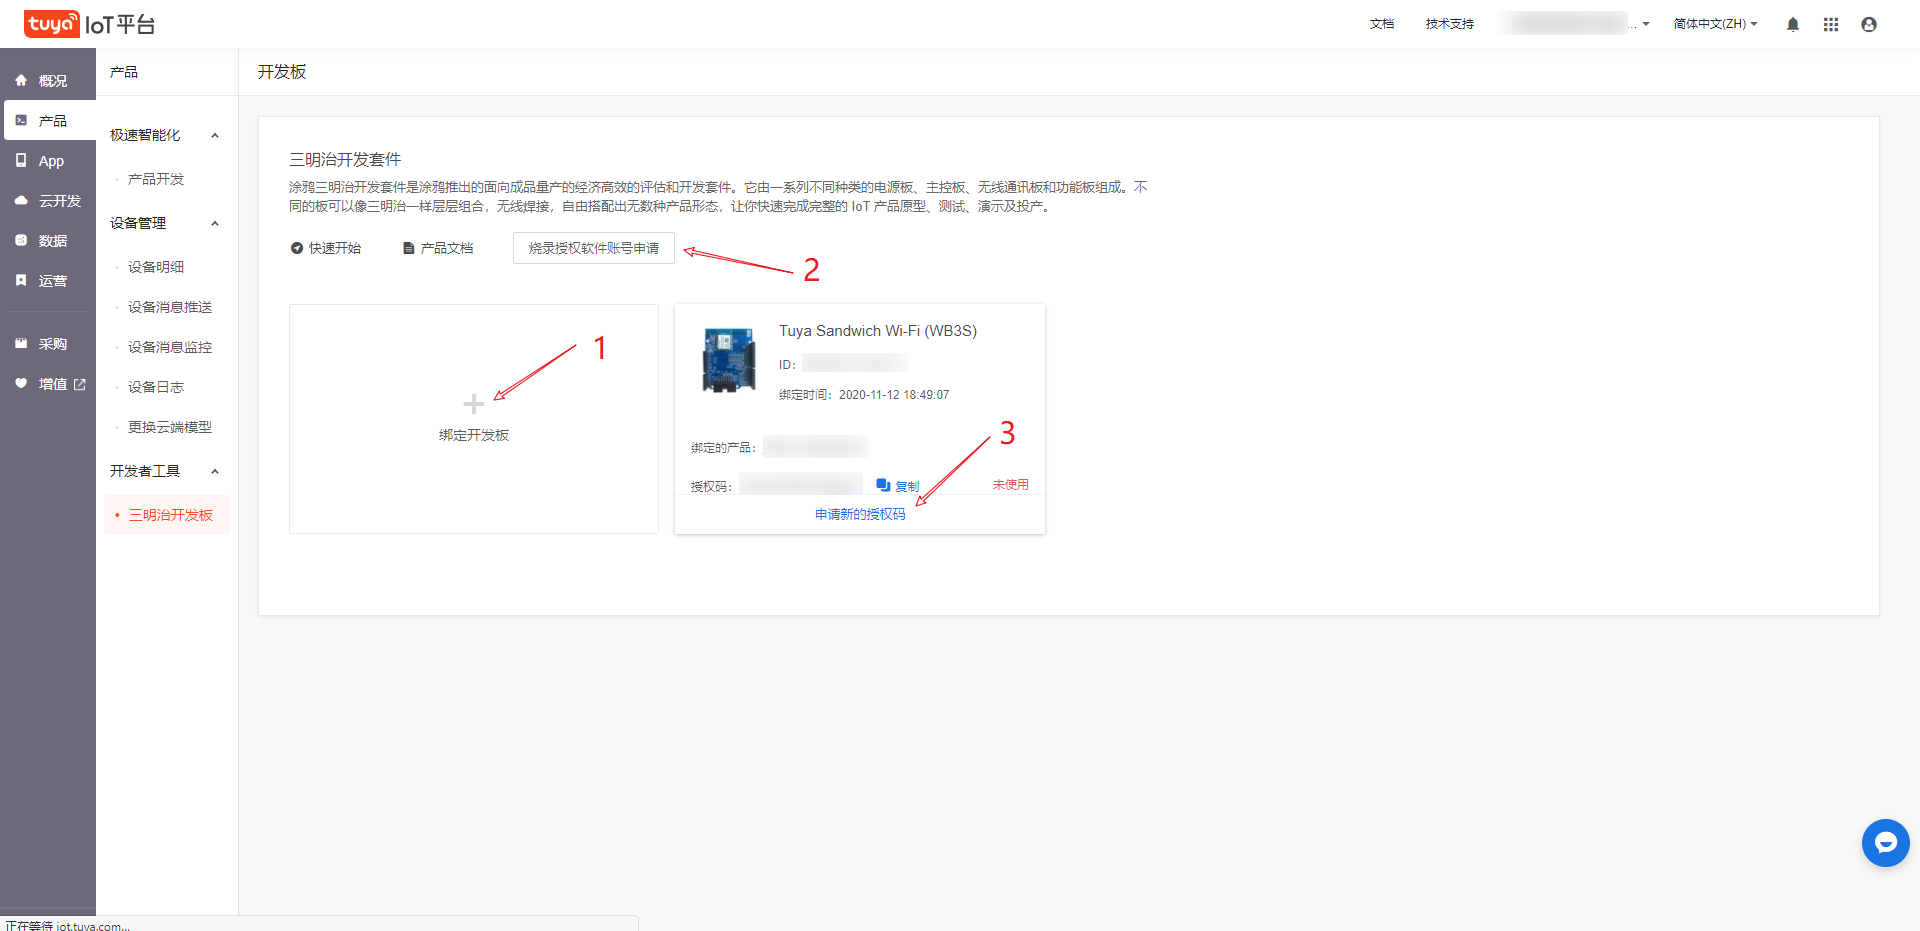 tuya IoT平台
文档
技术支持
...
简体中文(ZH)
概况
产品
App
云开发
数据
运营
采购
增值
产品
极速智能化
产品开发
设备管理
设备明细
设备消息推送
设备消息监控
设备日志
更换云端模型
开发者工具
三明治开发板
开发板
三明治开发套件
涂鸦三明治开发套件是涂鸦推出的面向成品量产的经济高效的评估和开发套件。它由一系列不同种类的电源板、主控板、无线通讯板和功能板组成。不
同的板可以像三明治一样层层组合，无线焊接，自由搭配出无数种产品形态，让你快速完成完整的 IoT 产品原型、测试、演示及投产。
快速开始
产品文档
烧录授权软件账号申请
2
1
绑定开发板
Tuya Sandwich Wi-Fi (WB3S)
ID:
绑定时间：2020-11-12 18:49:07
3
绑定的产品：
授权码：
复制
未使用
申请新的授权码
正在等待 iot.tuya.com...